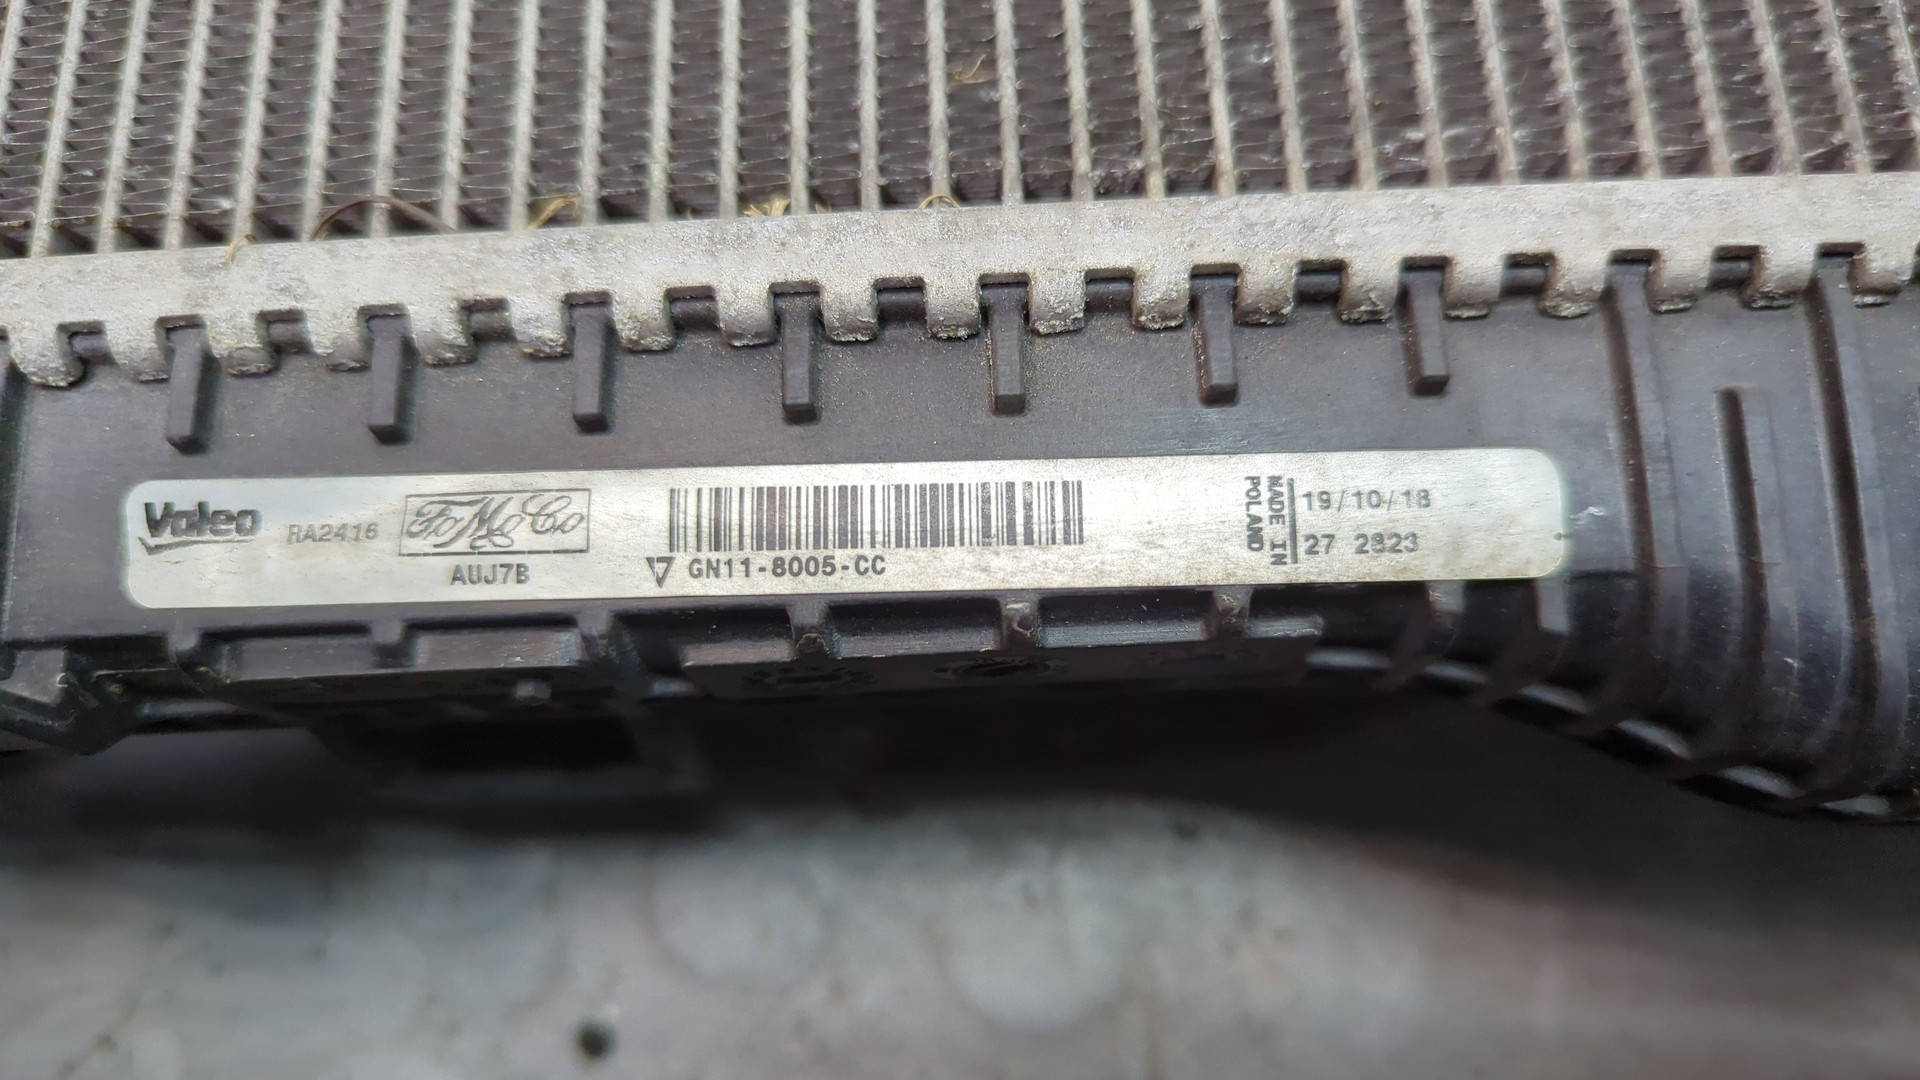 Valeo RA2416 FoMoCo
AUJ7B
GN11-8005-CC
MADE IN
POLAND
19/10/18
27 2823